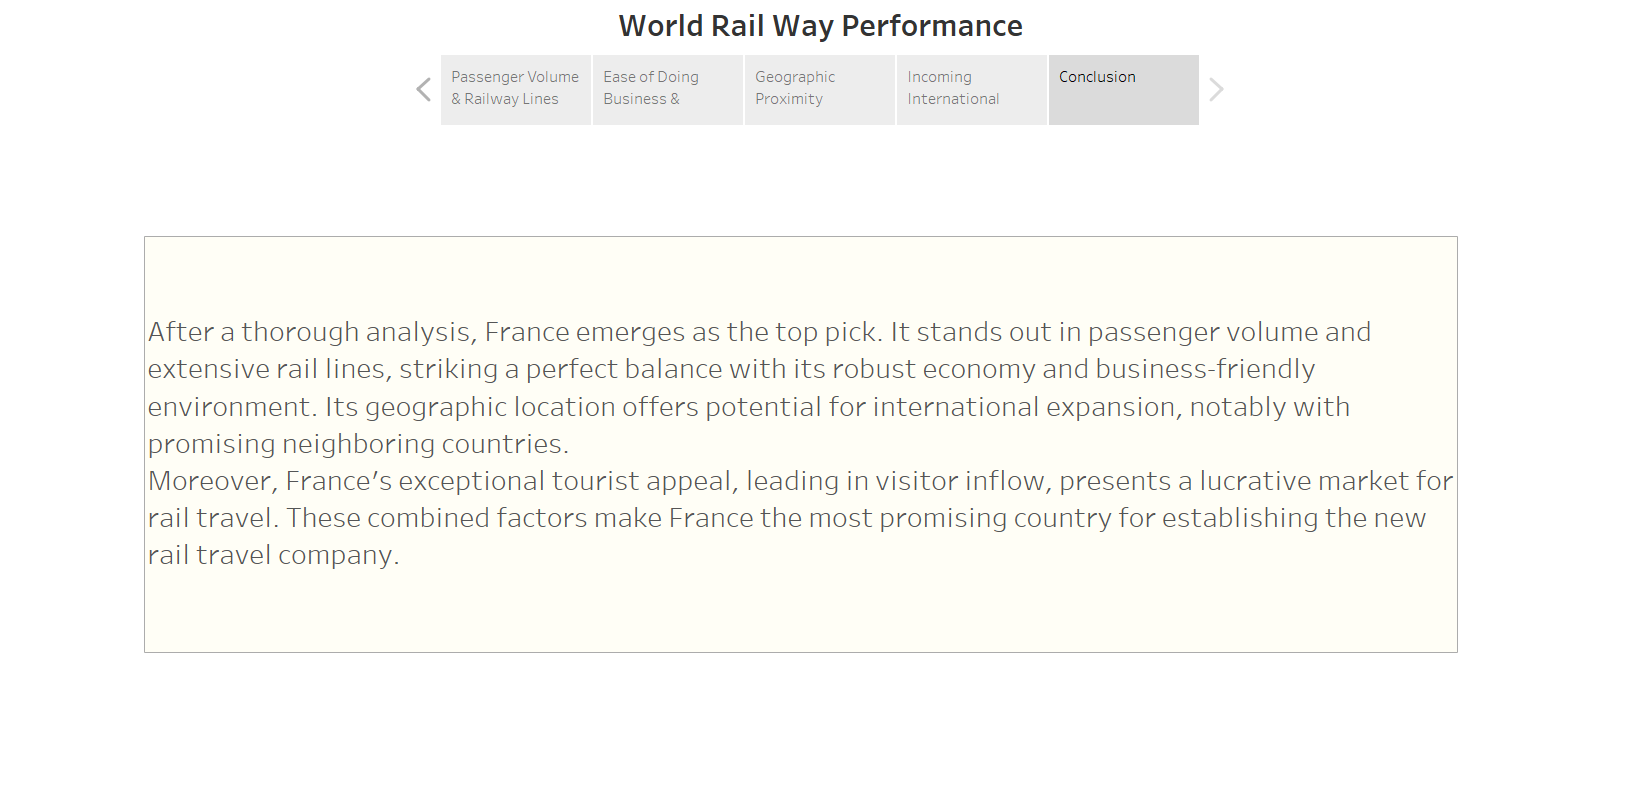 World Rail Way Performance
Passenger Volume
& Railway Lines
Ease of Doing
Business &
Geographic
Proximity
Incoming
International
Conclusion
After a thorough analysis, France emerges as the top pick. It stands out in passenger volume and
extensive rail lines, striking a perfect balance with its robust economy and business-friendly
environment. Its geographic location offers potential for international expansion, notably with
promising neighboring countries.
Moreover, France’s exceptional tourist appeal, leading in visitor inflow, presents a lucrative market for
rail travel. These combined factors make France the most promising country for establishing the new
rail travel company.